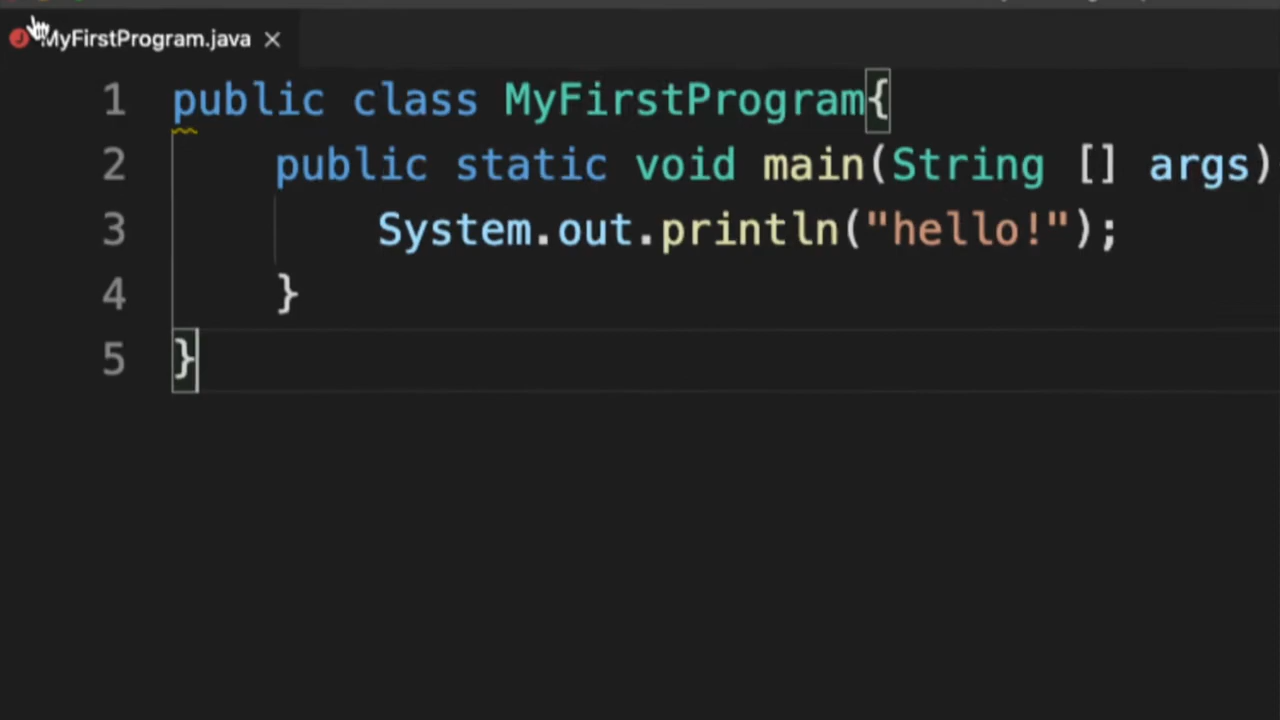 MyFirstProgram.java
1 public class MyFirstProgram{
2 public static void main(String [] args)
3 System.out.println("hello!");
4 }
5 }